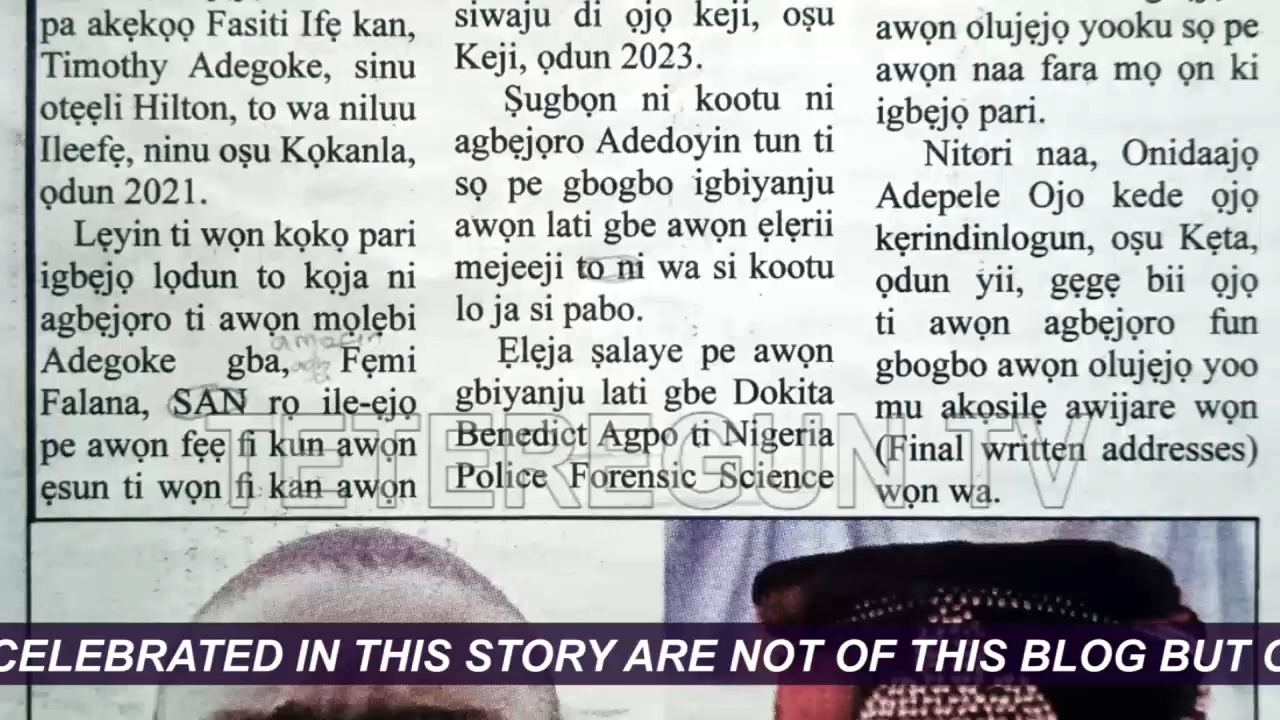 pa akẹkọọ Fasiti Ifẹ kan,
Timothy Adegoke, sinu
otẹẹli Hilton, to wa niluu
Ileefẹ, ninu oṣu Kọkanla,
ọdun 2021.
Lẹyin ti wọn kọkọ pari
igbẹjọ lọdun to kọja ni
agbẹjọro ti awọn mọlẹbi
Adegoke gba, Fẹmi
Falana, SAN rọ ile-ẹjọ
pe awọn fẹẹ fi kun awọn
ẹsun ti wọn fi kan awọn
siwaju di ọjọ keji, oṣu
Keji, ọdun 2023.
Ṣugbọn ni kootu ni
agbẹjọro Adedoyin tun ti
sọ pe gbogbo igbiyanju
awọn lati gbe awọn ẹlẹrii
mejeeji to ni wa si kootu
lo ja si pabo.
Ẹlẹja ṣalaye pe awọn
gbiyanju lati gbe Dokita
Benedict Agpo ti Nigeria
Police Forensic Science
awọn olujẹjọ yooku sọ pe
awọn naa fara mọ ọn ki
igbẹjọ pari.
Nitori naa, Onidaajọ
Adepele Ojo kede ọjọ
kẹrindinlogun, oṣu Kẹta,
ọdun yii, gẹgẹ bii ọjọ
ti awọn agbẹjọro fun
gbogbo awọn olujẹjọ yoo
mu akọsilẹ awijare wọn
(Final written addresses)
wọn wa.
TETEREGUN TV
CELEBRATED IN THIS STORY ARE NOT OF THIS BLOG BUT